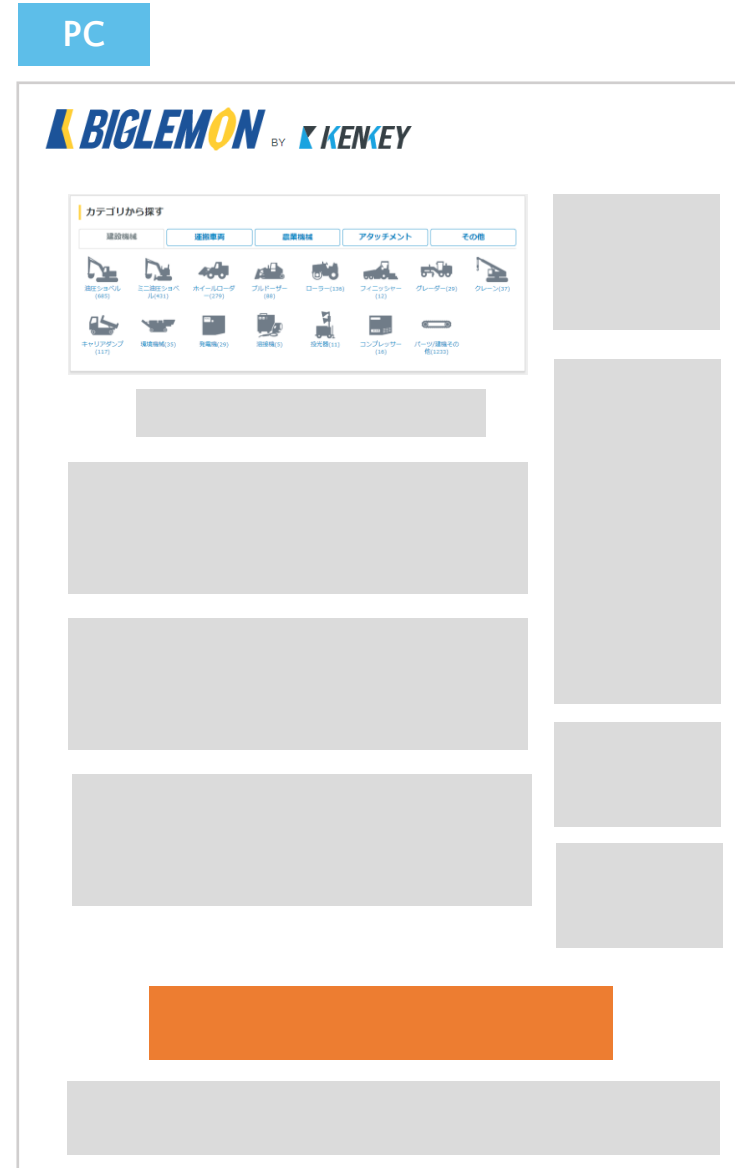 PC
BIGLEMON BY KENKEY
カテゴリから探す
建設機械 運搬車両 農業機械 アタッチメント その他
油圧ショベル ミニ油圧ショベ ホイールローダ ブルドーザー ローラー(136) フィニッシャー グレーダー(29) クレーン(37)
(685) ル(431) ー(279) (88) (12)
キャリアダンプ 環境機械(35) 発電機(29) 溶接機(5) 投光器(11) コンプレッサー パーツ/建機その
(117) (16) 他(1233)